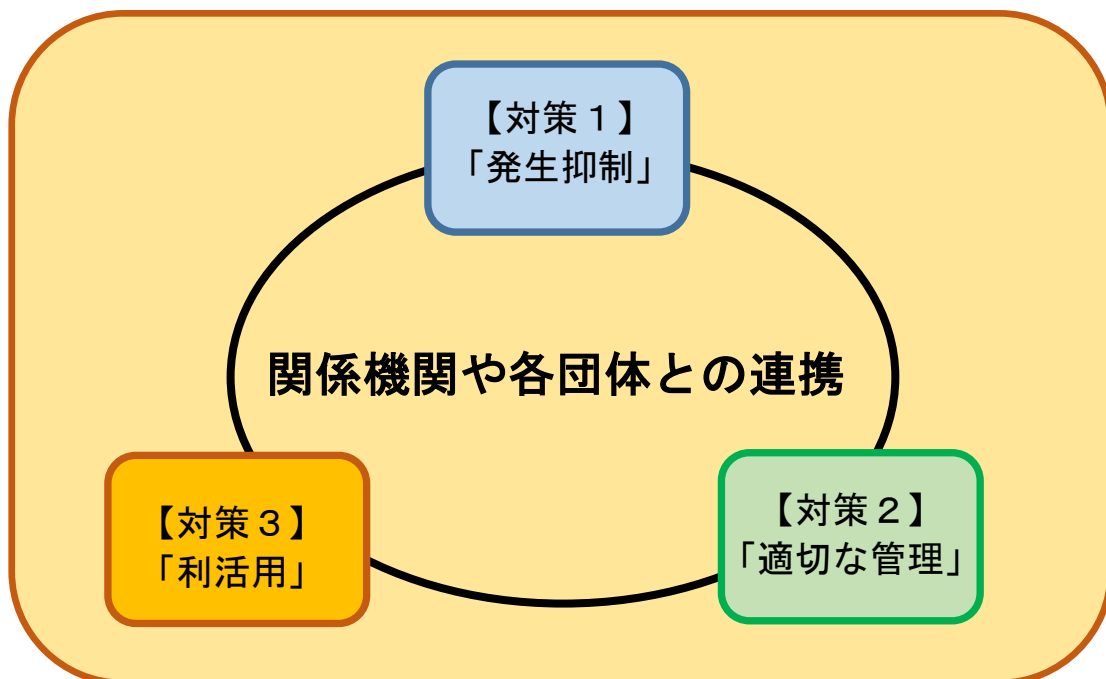 【対策１】
「発生抑制」
関係機関や各団体との連携
【対策３】
「利活用」
【対策２】
「適切な管理」